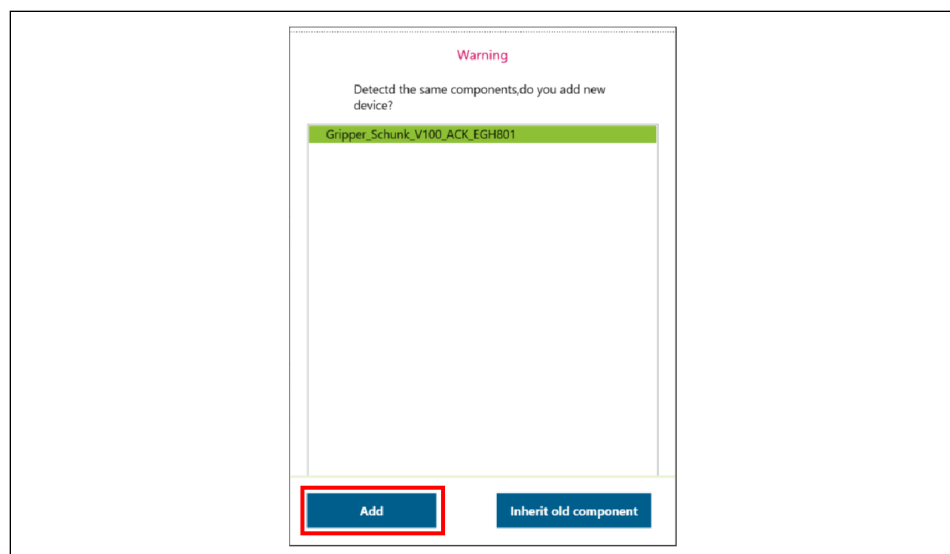 Warning
Detectd the same components,do you add new
device?
Gripper_Schunk_V100_ACK_EGH801
Add
Inherit old component